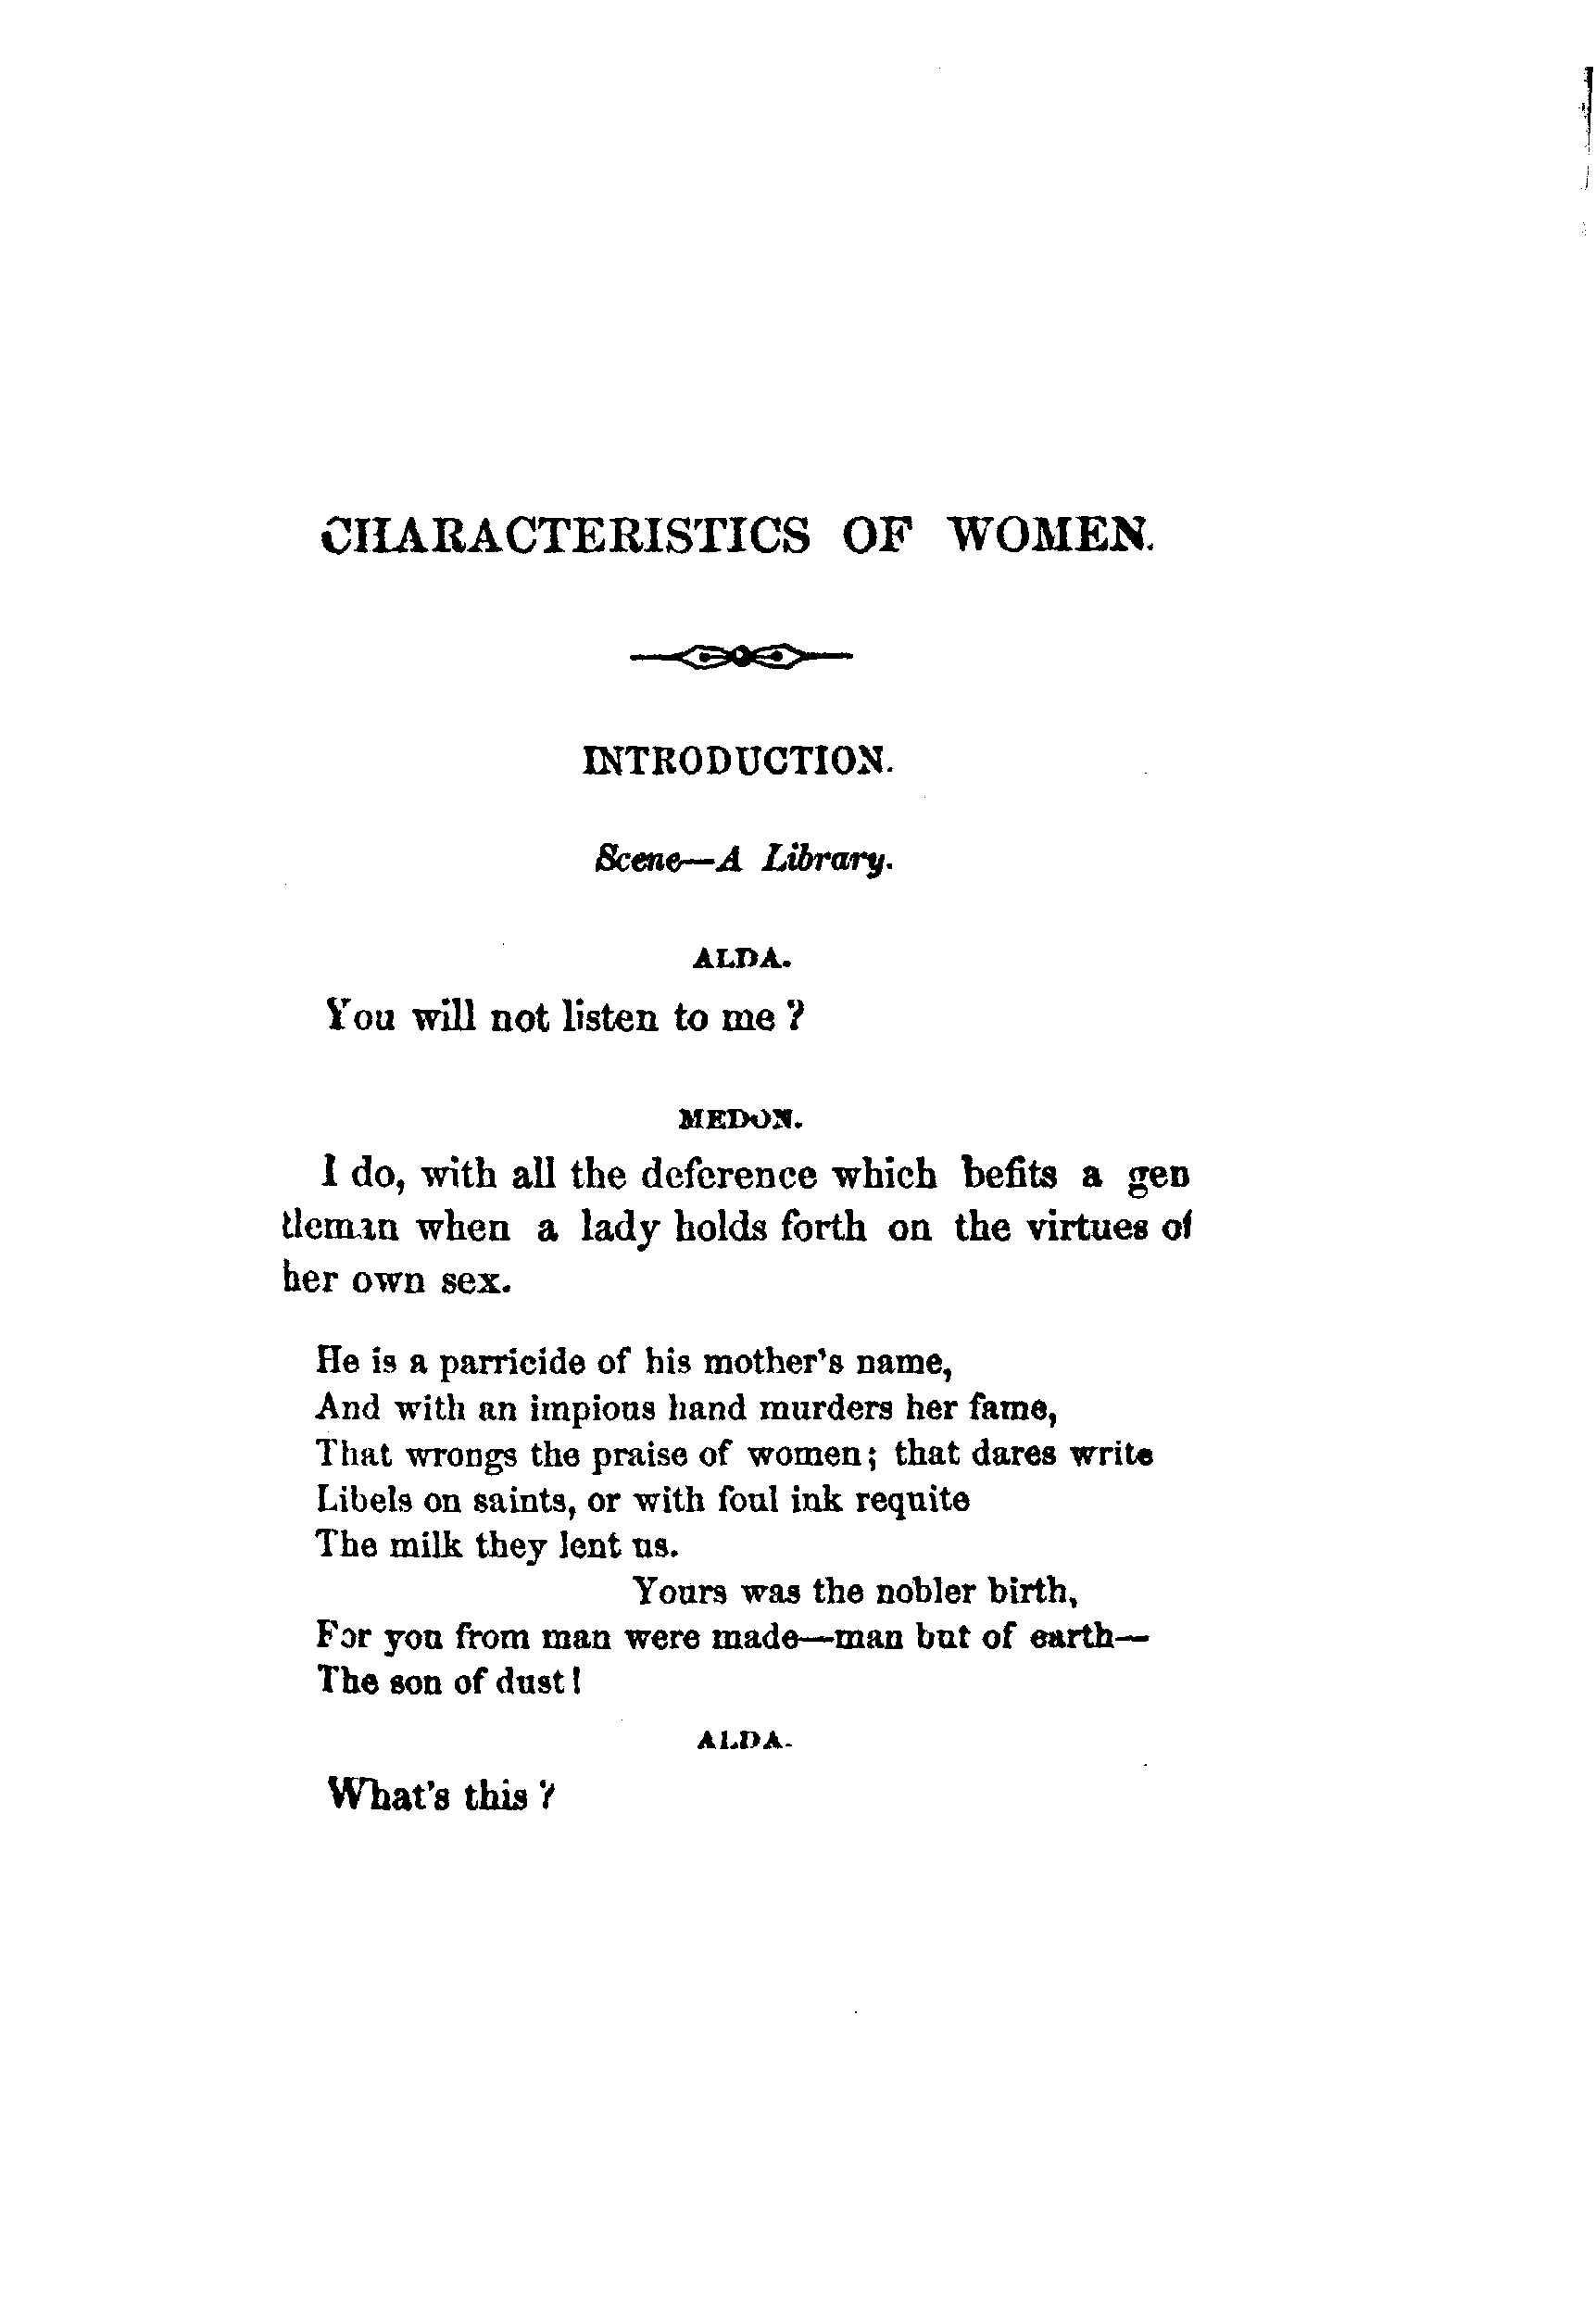 CHARACTERISTICS OF WOMEN.
INTRODUCTION.
Scene—A Library.
ALDA.
You will not listen to me?
MEDON.
I do, with all the deference which befits a gen
tleman when a lady holds forth on the virtues of
her own sex.
He is a parricide of his mother's name,
And with an impious hand murders her fame,
That wrongs the praise of women; that dares write
Libels on saints, or with foul ink requite
The milk they lent us.
Yours was the nobler birth,
For you from man were made—man but of earth—
The son of dust!
ALDA.
What's this?